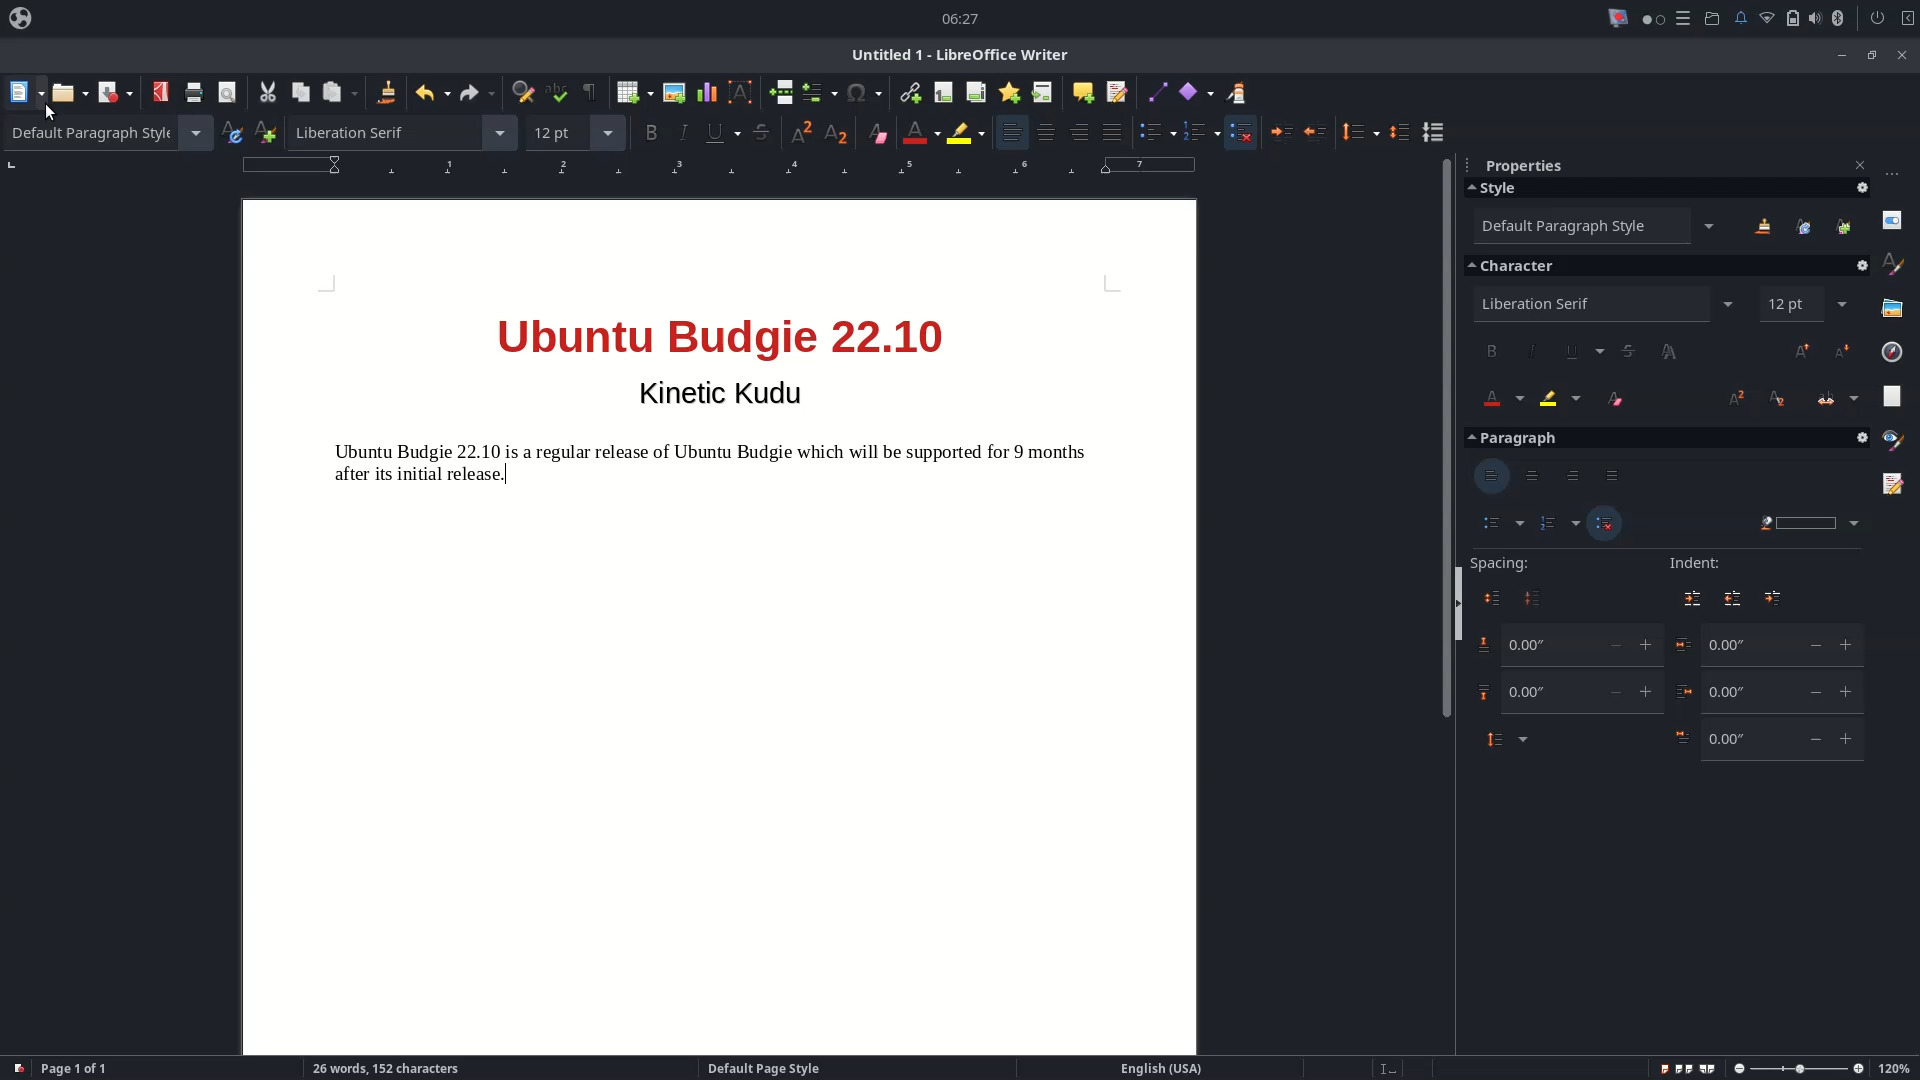 06:27
Untitled 1 - LibreOffice Writer
Default Paragraph Style
Liberation Serif
12 pt
1 2 3 4 5 6 7
Properties
Style
Default Paragraph Style
Character
Liberation Serif
12 pt
Paragraph
Spacing:
Indent:
0.00″
0.00″
0.00″
0.00″
0.00″
Ubuntu Budgie 22.10
Kinetic Kudu
Ubuntu Budgie 22.10 is a regular release of Ubuntu Budgie which will be supported for 9 months
after its initial release.
Page 1 of 1
26 words, 152 characters
Default Page Style
English (USA)
120%